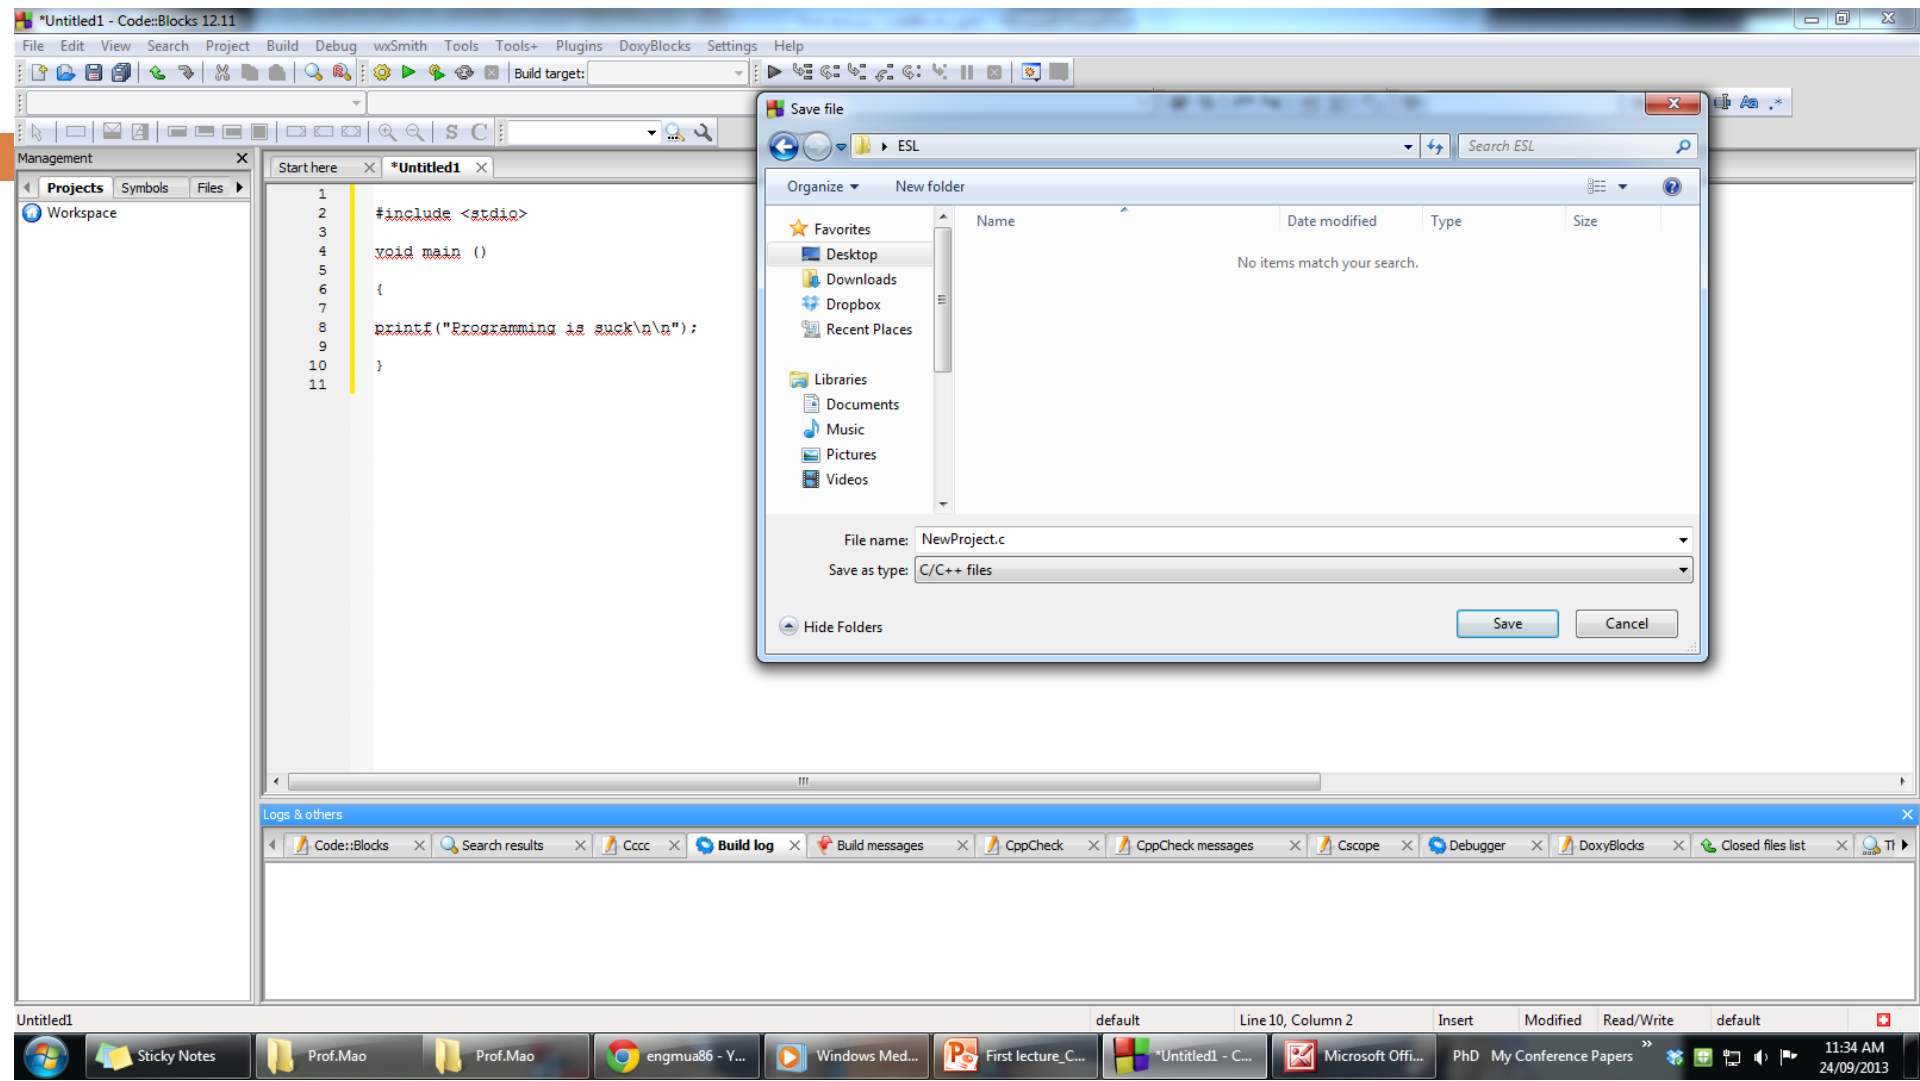 *Untitled1 - Code::Blocks 12.11
File Edit View Search Project Build Debug wxSmith Tools Tools+ Plugins DoxyBlocks Settings Help
Build target:
Management
Projects Symbols Files
Workspace
Start here *Untitled1
1
2 #include <stdio>
3
4 void main ()
5
6 {
7
8 printf("Programming is suck\n\n");
9
10 }
11
Save file
ESL
Search ESL
Organize New folder
Name Date modified Type Size
No items match your search.
Favorites
Desktop
Downloads
Dropbox
Recent Places
Libraries
Documents
Music
Pictures
Videos
File name: NewProject.c
Save as type: C/C++ files
Hide Folders
Save Cancel
Logs & others
Code::Blocks Search results Cccc Build log Build messages CppCheck CppCheck messages Cscope Debugger DoxyBlocks Closed files list
Untitled1 default Line 10, Column 2 Insert Modified Read/Write default
Sticky Notes Prof.Mao Prof.Mao engmua86 - Y... Windows Med... First lecture_C... *Untitled1 - C... Microsoft Offi... PhD My Conference Papers
11:34 AM
24/09/2013